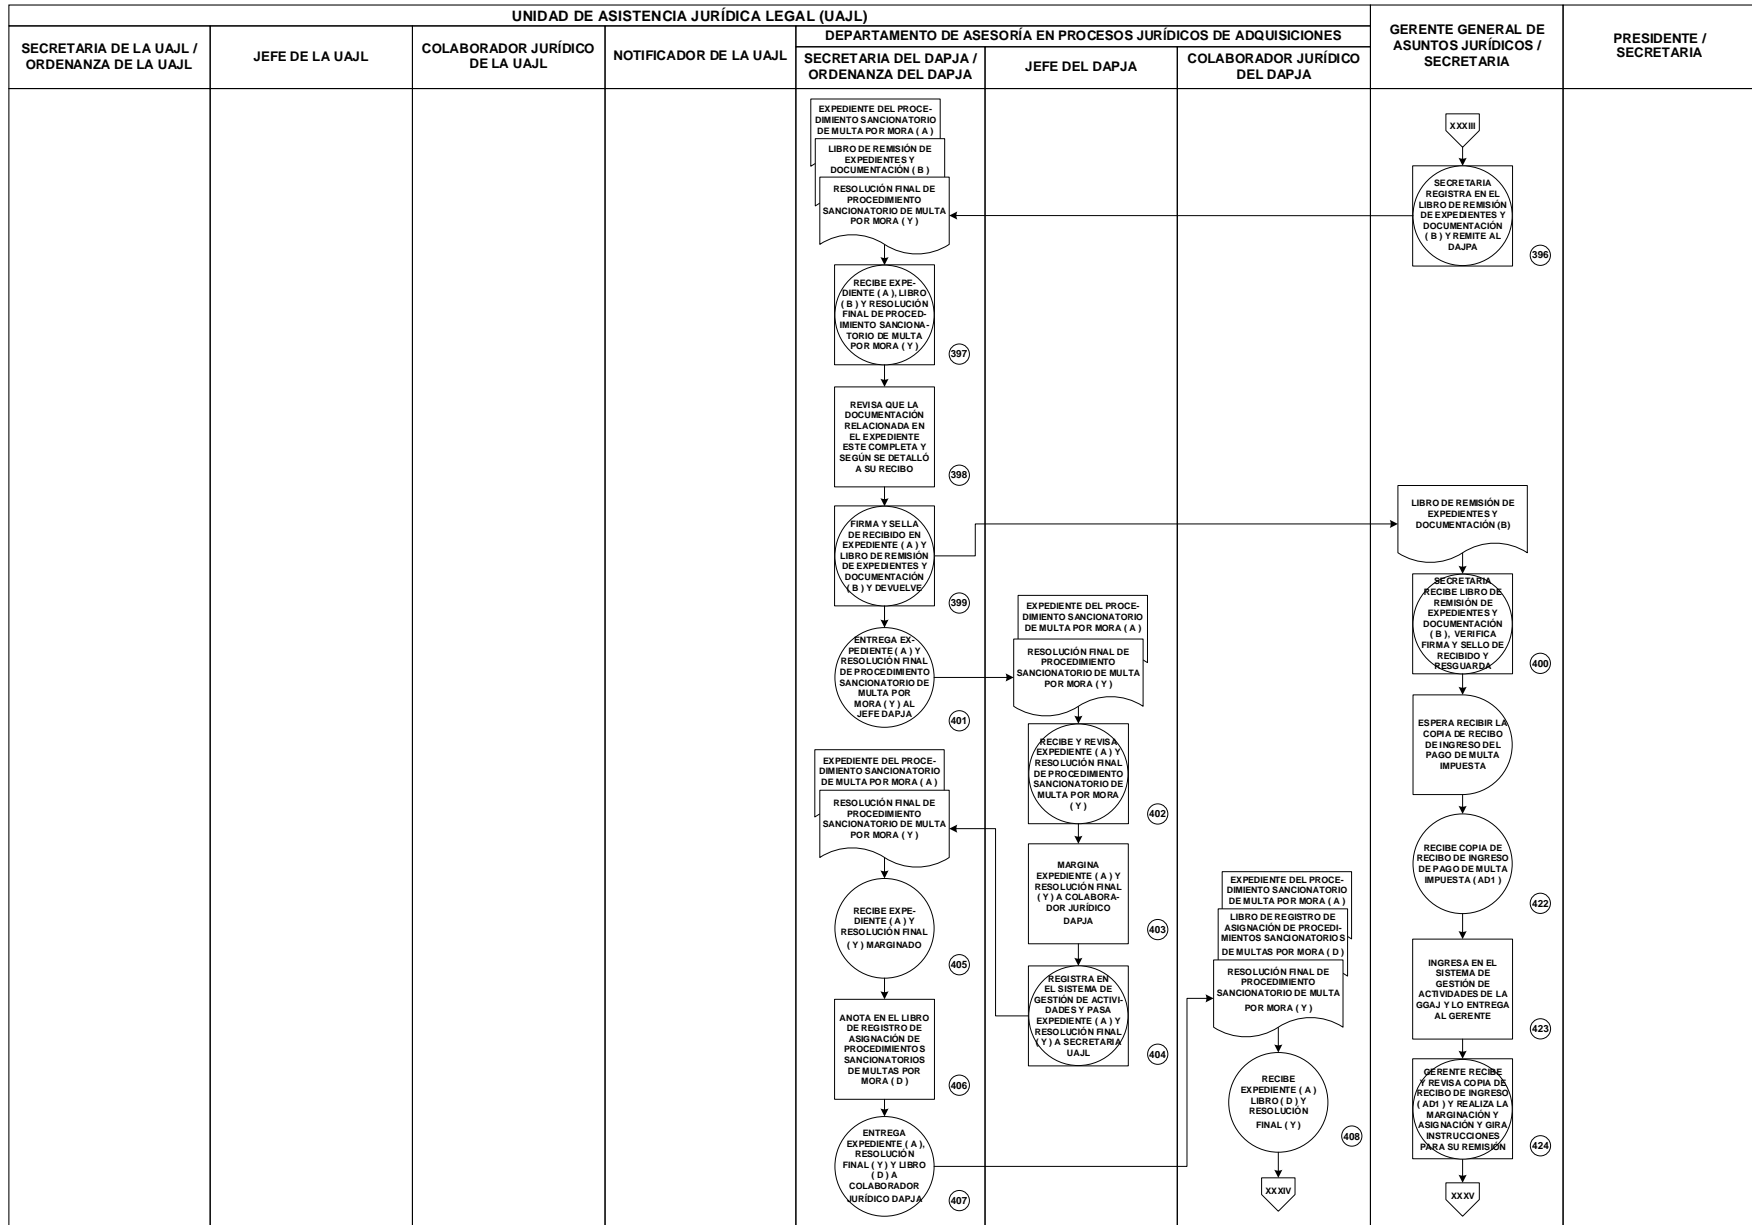 UNIDAD DE ASISTENCIA JURÍDICA LEGAL (UAJL)
SECRETARIA DE LA UAJL /
ORDENANZA DE LA UAJL
JEFE DE LA UAJL
COLABORADOR JURÍDICO
DE LA UAJL
NOTIFICADOR DE LA UAJL
DEPARTAMENTO DE ASESORÍA EN PROCESOS JURÍDICOS DE ADQUISICIONES
SECRETARIA DEL DAPJA /
ORDENANZA DEL DAPJA
JEFE DEL DAPJA
COLABORADOR JURÍDICO
DEL DAPJA
GERENTE GENERAL DE
ASUNTOS JURÍDICOS /
SECRETARIA
PRESIDENTE /
SECRETARIA
XXXIII
SECRETARIA
REGISTRA EN EL
LIBRO DE REMISIÓN
DE EXPEDIENTES Y
DOCUMENTACIÓN
( B ) Y REMITE AL
DAJPA
396
EXPEDIENTE DEL PROCE-
DIMIENTO SANCIONATORIO
DE MULTA POR MORA ( A )
LIBRO DE REMISIÓN DE
EXPEDIENTES Y
DOCUMENTACIÓN ( B )
RESOLUCIÓN FINAL DE
PROCEDIMIENTO
SANCIONATORIO DE MULTA
POR MORA ( Y )
RECIBE EXPE-
DIENTE ( A ), LIBRO
( B ) Y RESOLUCIÓN
FINAL DE PROCED-
IMIENTO SANCIONA-
TORIO DE MULTA
POR MORA ( Y )
397
REVISA QUE LA
DOCUMENTACIÓN
RELACIONADA EN
EL EXPEDIENTE
ESTE COMPLETA Y
SEGÚN SE DETALLÓ
A SU RECIBO
398
FIRMA Y SELLA
DE RECIBIDO EN
EXPEDIENTE ( A ) Y
LIBRO DE REMISIÓN
DE EXPEDIENTES Y
DOCUMENTACIÓN
( B ) Y DEVUELVE
399
LIBRO DE REMISIÓN DE
EXPEDIENTES Y
DOCUMENTACIÓN (B)
SECRETARIA
RECIBE LIBRO DE
REMISIÓN DE
EXPEDIENTES Y
DOCUMENTACIÓN
( B ), VERIFICA
FIRMA Y SELLO DE
RECIBIDO Y
RESGUARDA
400
ENTREGA EX-
PEDIENTE ( A ) Y
RESOLUCIÓN FINAL
DE PROCEDIMIENTO
SANCIONATORIO DE
MULTA POR
MORA ( Y ) AL
JEFE DAPJA
401
EXPEDIENTE DEL PROCE-
DIMIENTO SANCIONATORIO
DE MULTA POR MORA ( A )
RESOLUCIÓN FINAL DE
PROCEDIMIENTO
SANCIONATORIO DE MULTA
POR MORA ( Y )
RECIBE Y REVISA
EXPEDIENTE ( A ) Y
RESOLUCIÓN FINAL
DE PROCEDIMIENTO
SANCIONATORIO DE
MULTA POR MORA
( Y )
402
MARGINA
EXPEDIENTE ( A ) Y
RESOLUCIÓN FINAL
( Y ) A COLABORA-
DOR JURÍDICO
DAPJA
403
REGISTRA EN
EL SISTEMA DE
GESTIÓN DE ACTIVI-
DADES Y PASA
EXPEDIENTE ( A ) Y
RESOLUCIÓN FINAL
( Y ) A SECRETARIA
UAJL
404
EXPEDIENTE DEL PROCE-
DIMIENTO SANCIONATORIO
DE MULTA POR MORA ( A )
RESOLUCIÓN FINAL DE
PROCEDIMIENTO
SANCIONATORIO DE MULTA
POR MORA ( Y )
RECIBE EXPE-
DIENTE ( A ) Y
RESOLUCIÓN FINAL
( Y ) MARGINADO
405
ANOTA EN EL LIBRO
DE REGISTRO DE
ASIGNACIÓN DE
PROCEDIMIENTOS
SANCIONATORIOS
DE MULTAS POR
MORA ( D )
406
ENTREGA
EXPEDIENTE ( A ),
RESOLUCIÓN
FINAL ( Y ) Y LIBRO
( D ) A
COLABORADOR
JURÍDICO DAPJA
407
EXPEDIENTE DEL PROCE-
DIMIENTO SANCIONATORIO
DE MULTA POR MORA ( A )
LIBRO DE REGISTRO DE
ASIGNACIÓN DE PROCEDI-
MIENTOS SANCIONATORIOS
DE MULTAS POR MORA ( D )
RESOLUCIÓN FINAL DE
PROCEDIMIENTO
SANCIONATORIO DE MULTA
POR MORA ( Y )
RECIBE
EXPEDIENTE ( A )
LIBRO ( D ) Y
RESOLUCIÓN
FINAL ( Y )
408
XXXIV
ESPERA RECIBIR LA
COPIA DE RECIBO
DE INGRESO DEL
PAGO DE MULTA
IMPUESTA
RECIBE COPIA DE
RECIBO DE INGRESO
DE PAGO DE MULTA
IMPUESTA ( AD1 )
422
INGRESA EN EL
SISTEMA DE
GESTIÓN DE
ACTIVIDADES DE LA
GGAJ Y LO ENTREGA
AL GERENTE
423
GERENTE RECIBE
Y REVISA COPIA DE
RECIBO DE INGRESO
( AD1 ) Y REALIZA LA
MARGINACIÓN Y
ASIGNACIÓN Y GIRA
INSTRUCCIONES
PARA SU REMISIÓN
424
XXXV